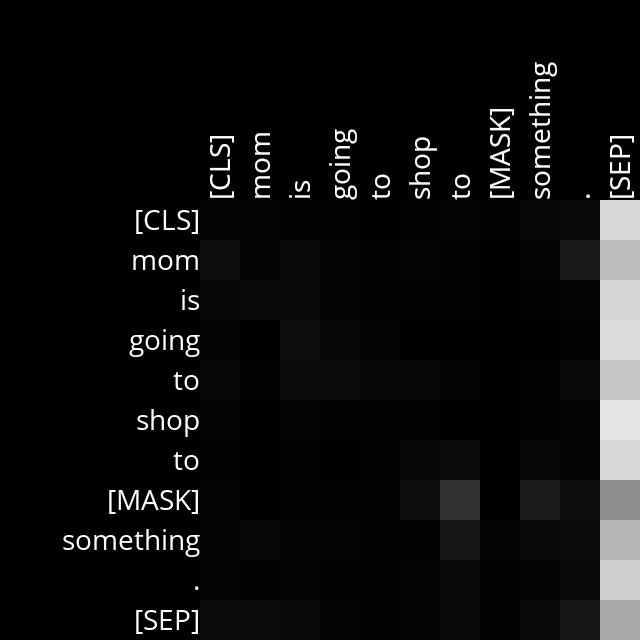 [CLS]
mom
is
going
to
shop
to
[MASK]
something
.
[SEP]
[CLS]
mom
is
going
to
shop
to
[MASK]
something
.
[SEP]